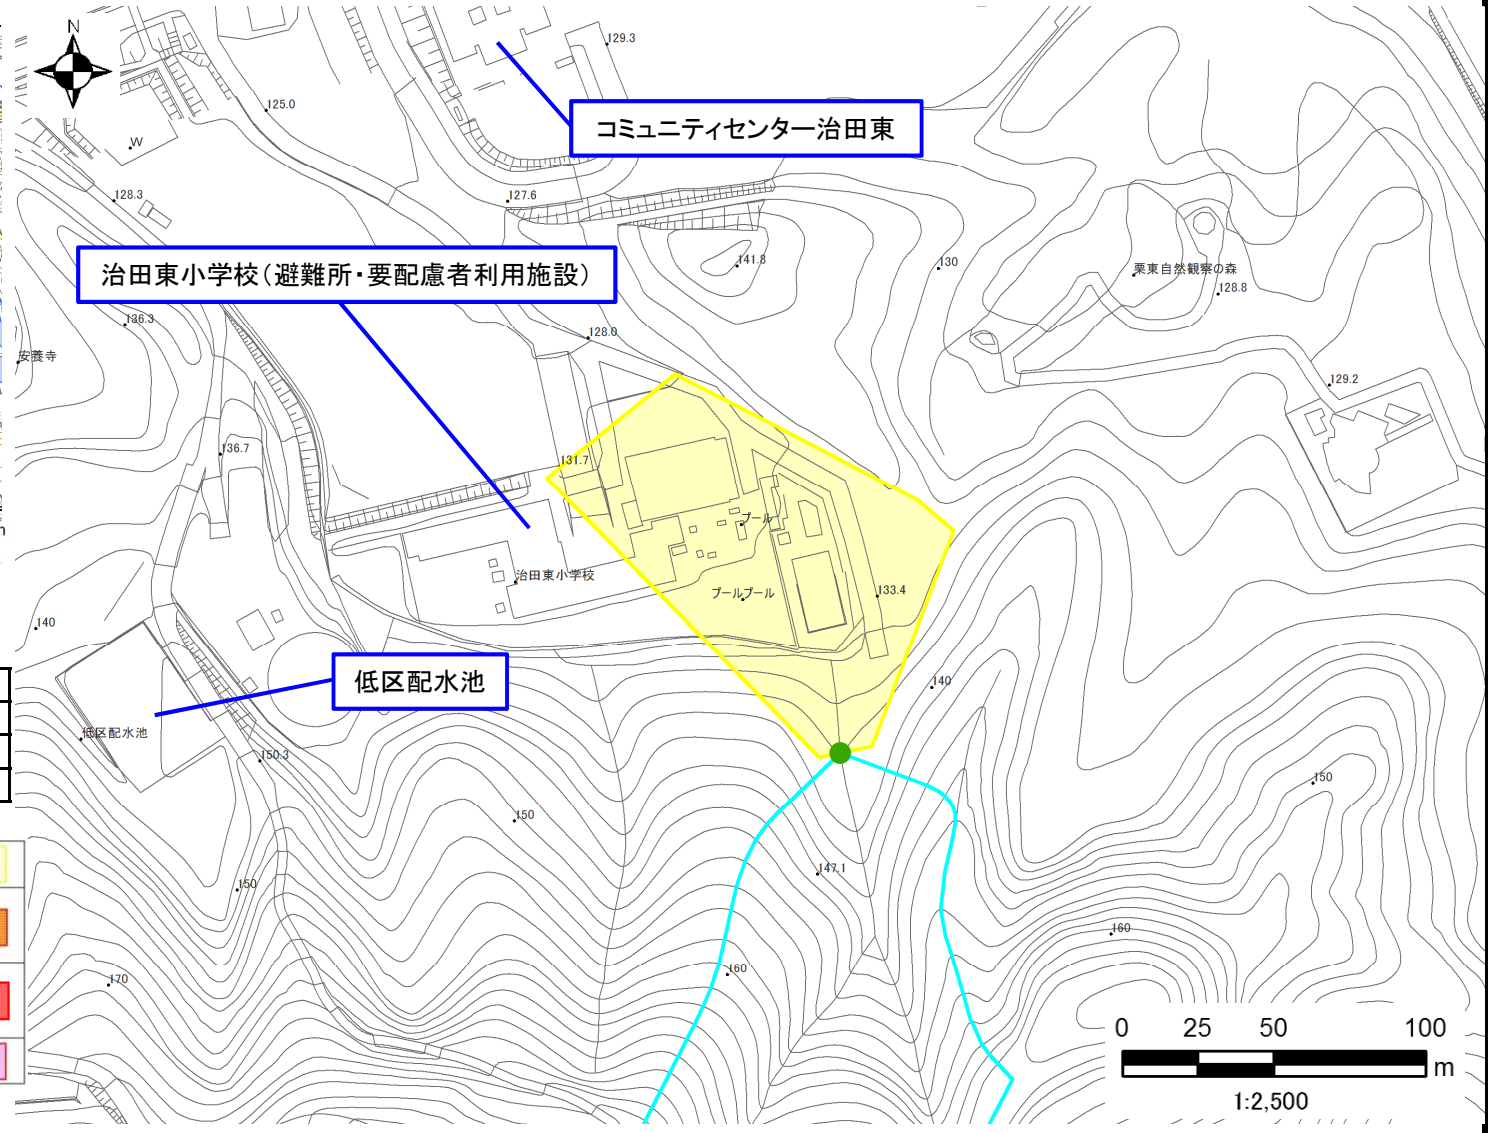 N
129.3
125.0
コミュニティセンター治田東
W
128.3
127.6
141.3
130
栗東自然観察の森
128.8
治田東小学校（避難所・要配慮者利用施設）
136.3
128.0
安養寺
129.2
136.7
131.7
プール
m
治田東小学校
プールプール
133.4
140
低区配水池
140
低区配水池
150.3
150
150
147.1
150
160
160
170
0 25 50 100
m
1:2,500